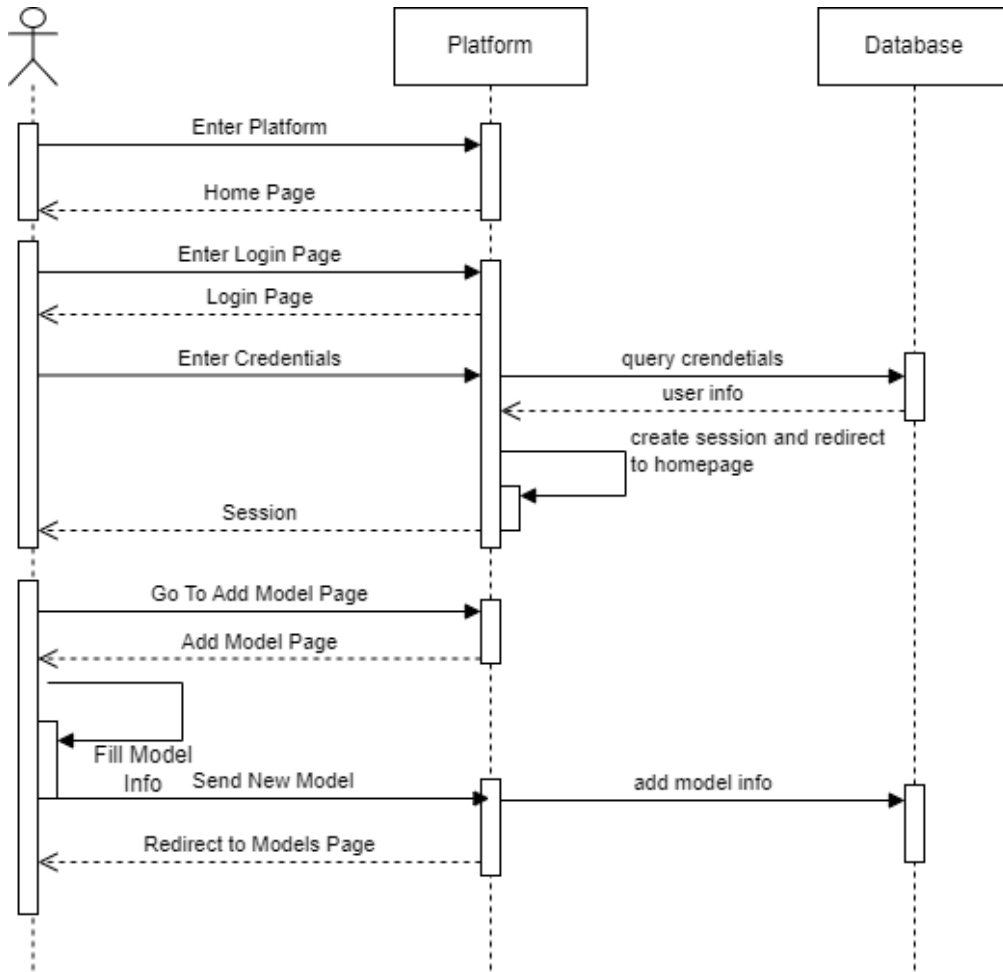 Platform
Database
Enter Platform
Home Page
Enter Login Page
Login Page
Enter Credentials
query crendetials
user info
create session and redirect
to homepage
Session
Go To Add Model Page
Add Model Page
Fill Model
Info
Send New Model
add model info
Redirect to Models Page